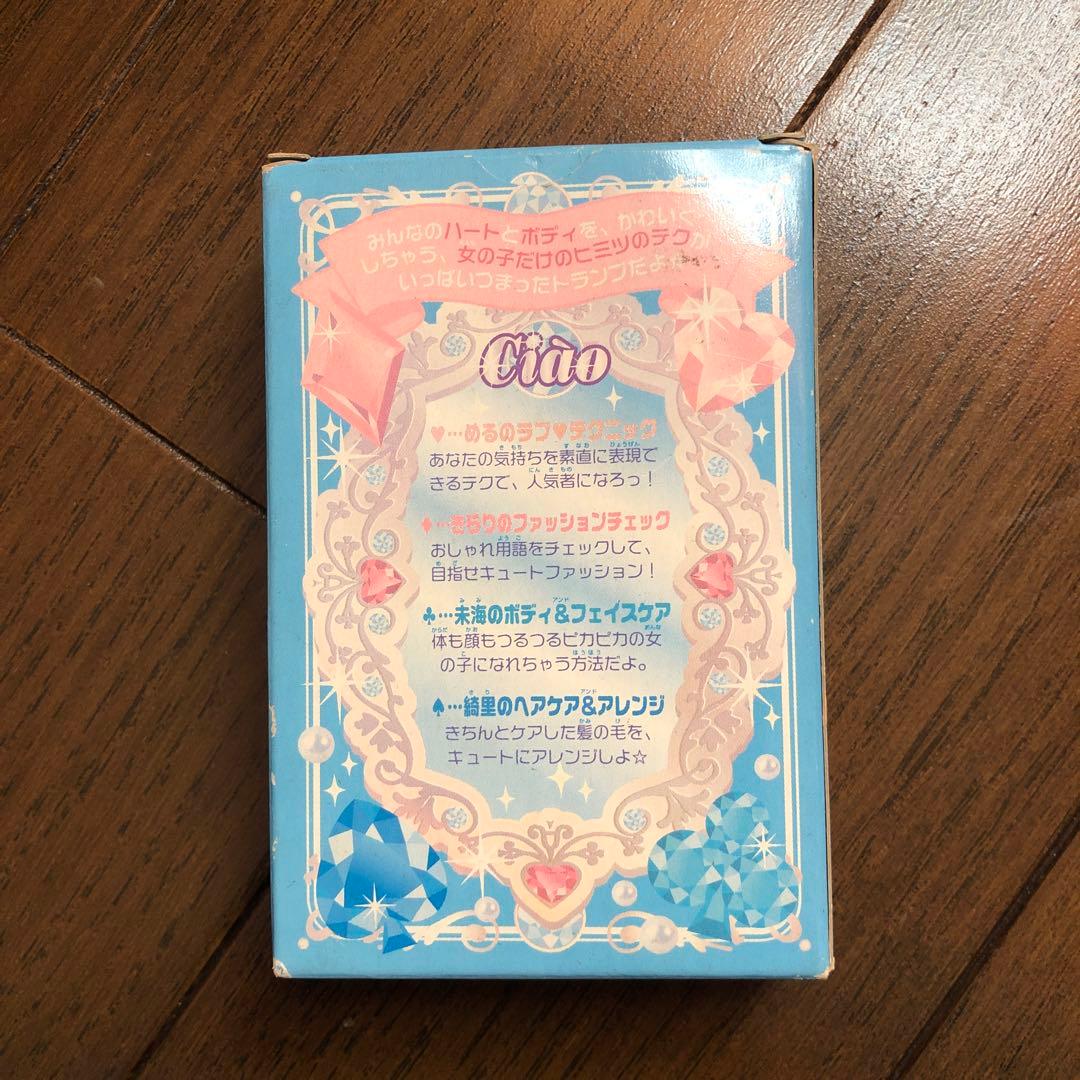 みんなのハートとボディを、かわいく
しちゃう、女の子だけのヒミツのテクが
いっぱいつまったトランプだよ
Ciao
♥…めるのラブ♥テクニック
あなたの気持ちを素直に表現で
きるテクで、人気者になろっ!
♦…きらりのファッションチェック
おしゃれ用語をチェックして、
目指せキュートファッション!
♣…未海のボディ&フェイスケア
体も顔もつるつるピカピカの女
の子になれちゃう方法だよ。
♠…綺里のヘアケア&アレンジ
きちんとケアした髪の毛を、
キュートにアレンジしよ☆